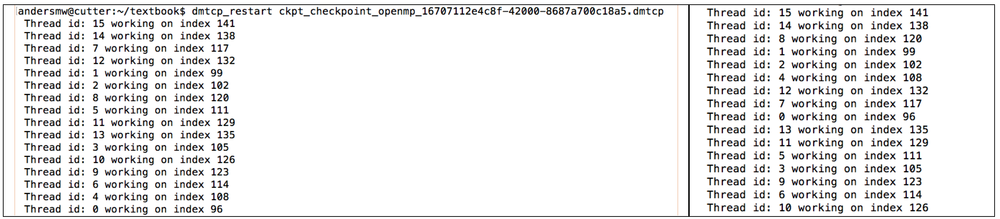 andersmw@cutter:~/textbook$ dmtcp_restart ckpt_checkpoint_openmp_16707112e4c8f-42000-8687a700c18a5.dmtcp
Thread id: 15 working on index 141
Thread id: 14 working on index 138
Thread id: 7 working on index 117
Thread id: 12 working on index 132
Thread id: 1 working on index 99
Thread id: 2 working on index 102
Thread id: 8 working on index 120
Thread id: 5 working on index 111
Thread id: 11 working on index 129
Thread id: 13 working on index 135
Thread id: 3 working on index 105
Thread id: 10 working on index 126
Thread id: 9 working on index 123
Thread id: 6 working on index 114
Thread id: 4 working on index 108
Thread id: 0 working on index 96
Thread id: 15 working on index 141
Thread id: 14 working on index 138
Thread id: 8 working on index 120
Thread id: 1 working on index 99
Thread id: 2 working on index 102
Thread id: 4 working on index 108
Thread id: 12 working on index 132
Thread id: 7 working on index 117
Thread id: 0 working on index 96
Thread id: 13 working on index 135
Thread id: 11 working on index 129
Thread id: 5 working on index 111
Thread id: 3 working on index 105
Thread id: 9 working on index 123
Thread id: 6 working on index 114
Thread id: 10 working on index 126